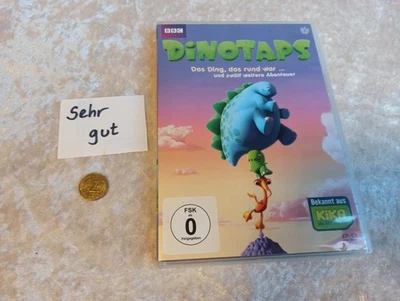 Sehr
gut
BBC
DINOTAPS
Das Ding, das rund war ...
und zwölf weitere Abenteuer
FSK
ab
0
freigegeben
Bekannt aus
KiKA